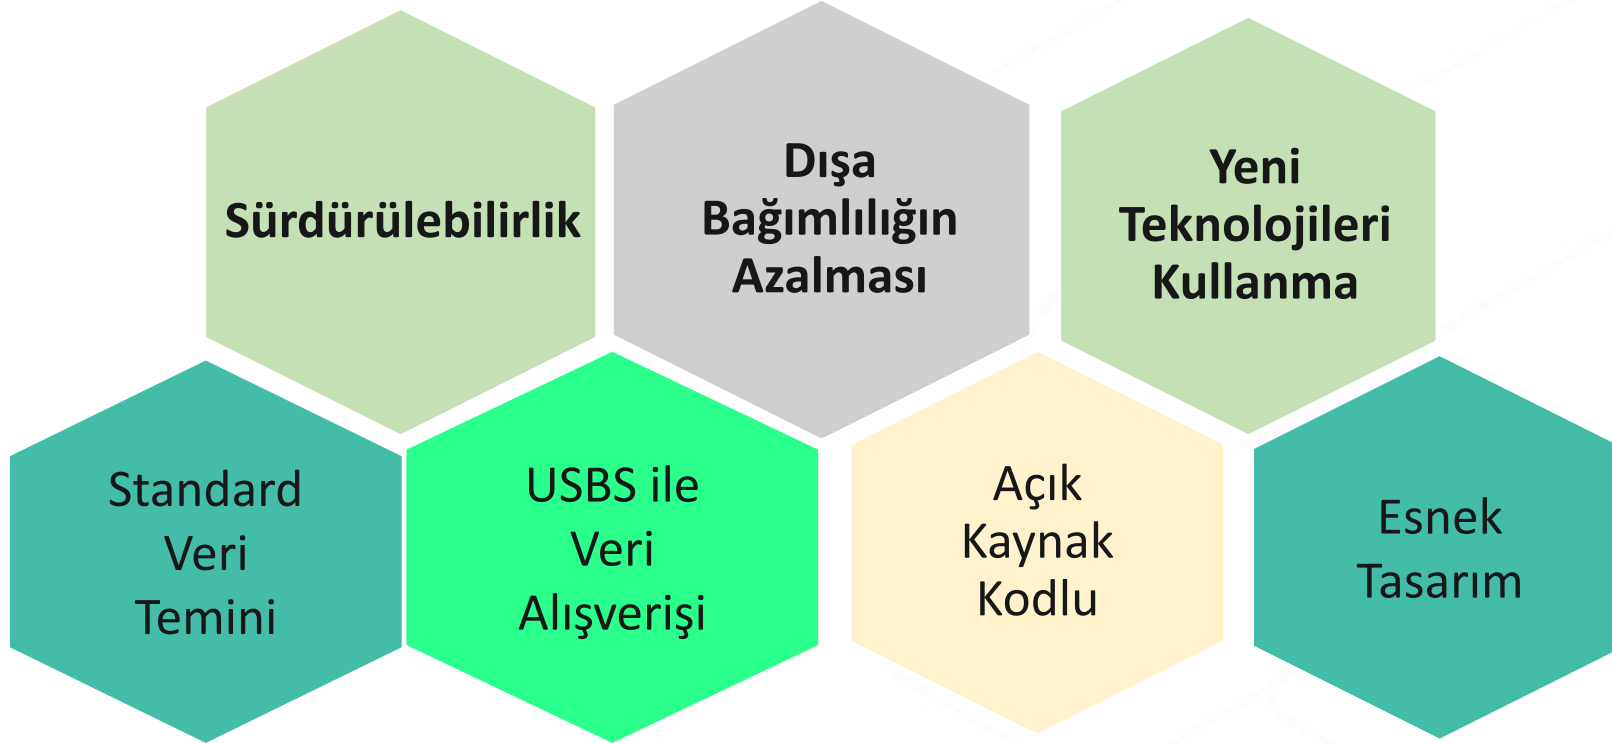 Sürdürülebilirlik
Dışa
Bağımlılığın
Azalması
Yeni
Teknolojileri
Kullanma
Standard
Veri
Temini
USBS ile
Veri
Alışverişi
Açık
Kaynak
Kodlu
Esnek
Tasarım